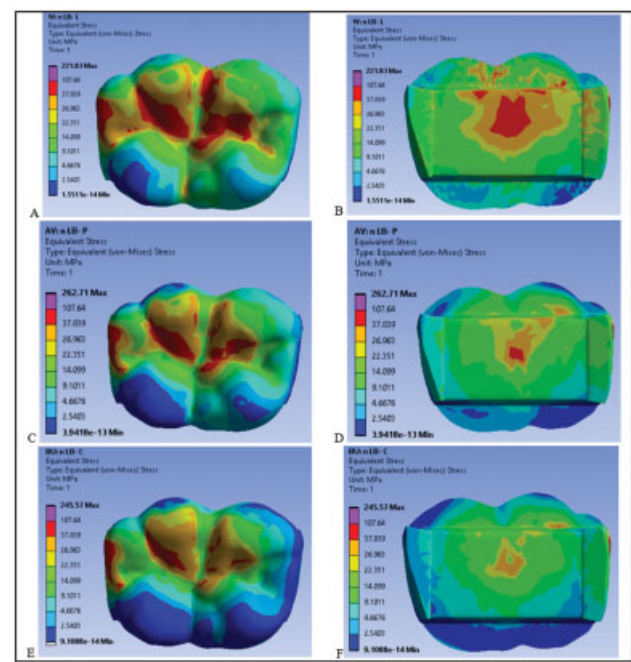 W: n LB- L
Equivalent Stress
Type: Equivalent (von-Mises) Stress
Unit: MPa
Time: 1
221.83 Max
107.64
37.039
26.963
22.351
14.099
9.1011
4.6676
2.5403
1.5515e-14 Min
A
W: n LB- L
Equivalent Stress
Type: Equivalent (von-Mises) Stress
Unit: MPa
Time: 1
221.83 Max
107.64
37.039
26.963
22.351
14.099
9.1011
4.6676
2.5403
1.5515e-14 Min
B
AV: n LB- P
Equivalent Stress
Type: Equivalent (von-Mises) Stress
Unit: MPa
Time: 1
262.71 Max
107.64
37.039
26.963
22.351
14.099
9.1011
4.6676
2.5403
3.9418e-13 Min
C
AV: n LB- P
Equivalent Stress
Type: Equivalent (von-Mises) Stress
Unit: MPa
Time: 1
262.71 Max
107.64
37.039
26.963
22.351
14.099
9.1011
4.6676
2.5403
3.9418e-13 Min
D
BU: n LB- C
Equivalent Stress
Type: Equivalent (von-Mises) Stress
Unit: MPa
Time: 1
245.57 Max
107.64
37.039
26.963
22.351
14.099
9.1011
4.6676
2.5403
9.1088e-14 Min
E
BU: n LB- C
Equivalent Stress
Type: Equivalent (von-Mises) Stress
Unit: MPa
Time: 1
245.57 Max
107.64
37.039
26.963
22.351
14.099
9.1011
4.6676
2.5403
9.1088e-14 Min
F